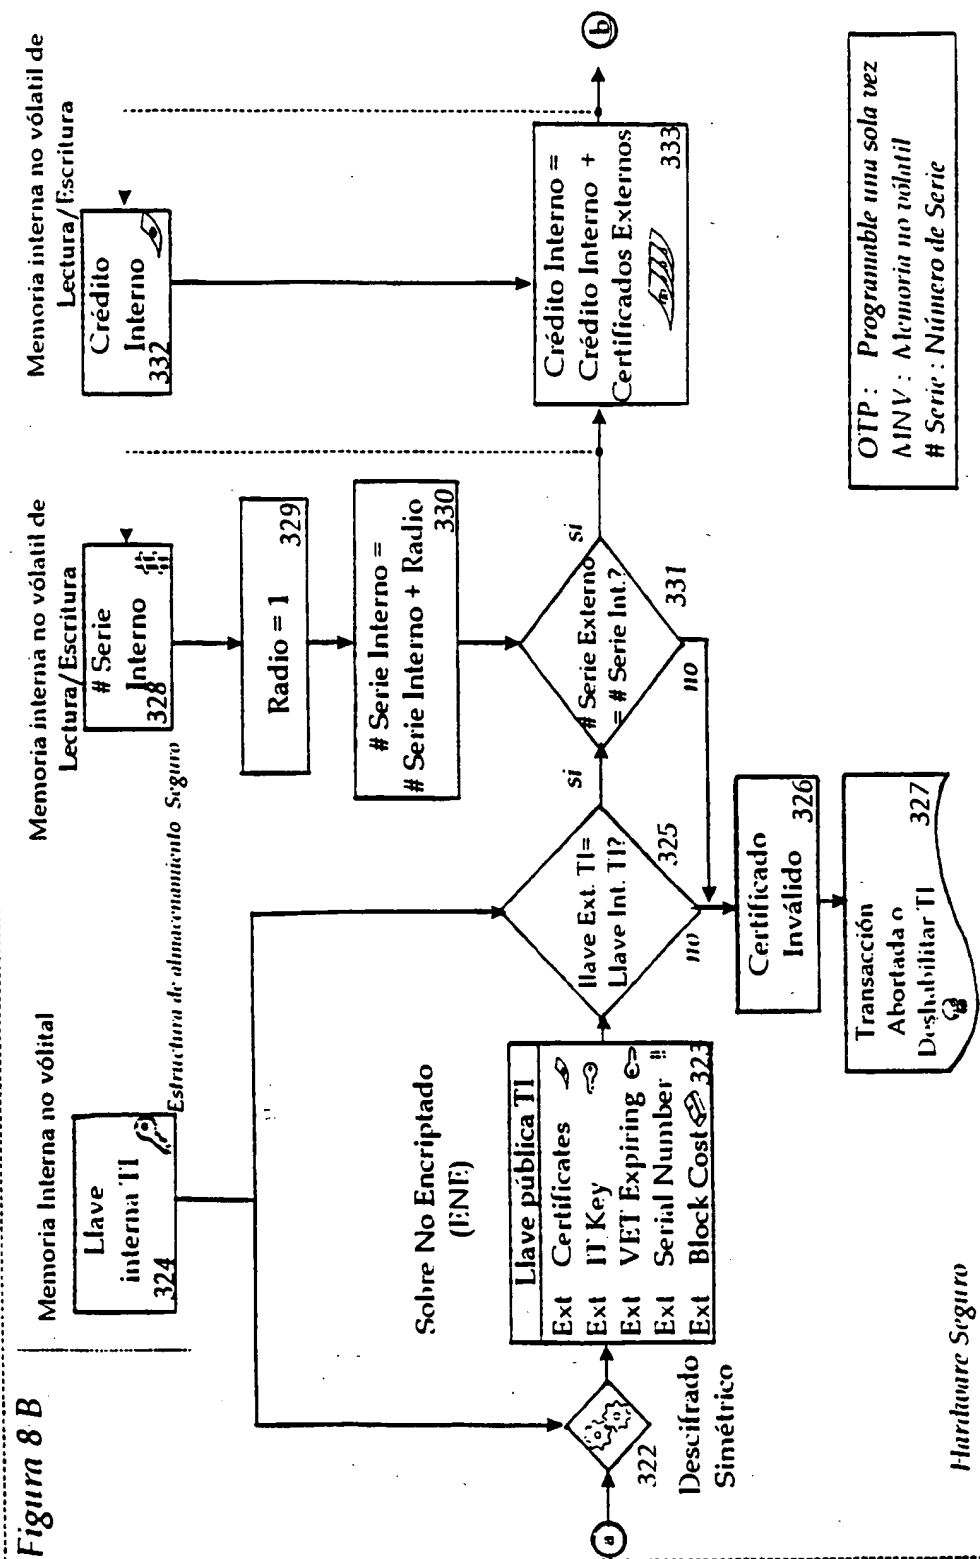 Figura 8 B
Memoria Interna no vólital
Llave
interna TI
324
Estructura de almacenamiento Seguro
Memoria interna no vólatil de
Lectura/Escritura
# Serie
Interno
328
Memoria interna no vólatil de
Lectura/Escritura
Crédito
Interno
332
Radio = 1
329
# Serie Interno =
# Serie Interno + Radio
330
Sobre No Encriptado
(ENE)
a
322
Descifrado
Simétrico
Llave pública TI
Ext Certificates
Ext IT Key
Ext VET Expiring
Ext Serial Number
Ext Block Cost
323
llave Ext. TI=
Llave Int. TI?
325
si
no
# Serie Externo
= # Serie Int.?
331
si
no
Crédito Interno =
Crédito Interno +
Certificados Externos
333
b
Certificado
Inválido
326
Transacción
Abortada o
Deshabilitar TI
327
OTP : Programable una sola vez
MNV : Memoria no vólatil
# Serie : Número de Serie
Hardware Seguro